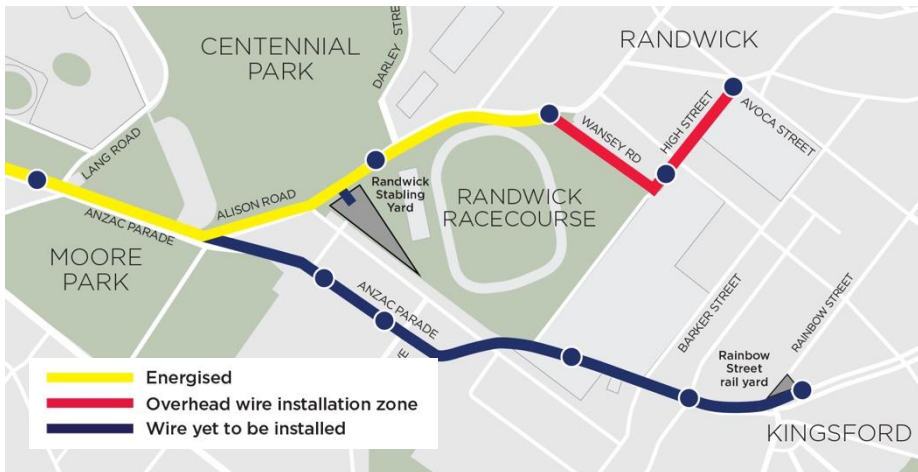 CENTENNIAL
PARK
DARLEY STRE
RANDWICK
LANG ROAD
WANSEY RD
HIGH STREET
AVOCA STREET
Randwick
Stabling
Yard
RANDWICK
RACECOURSE
ALISON ROAD
ANZAC PARADE
MOORE
PARK
ANZAC PARADE
BARKER STREET
RAINBOW STREET
Rainbow
Street
rail yard
KINGSFORD
Energised
Overhead wire installation zone
Wire yet to be installed